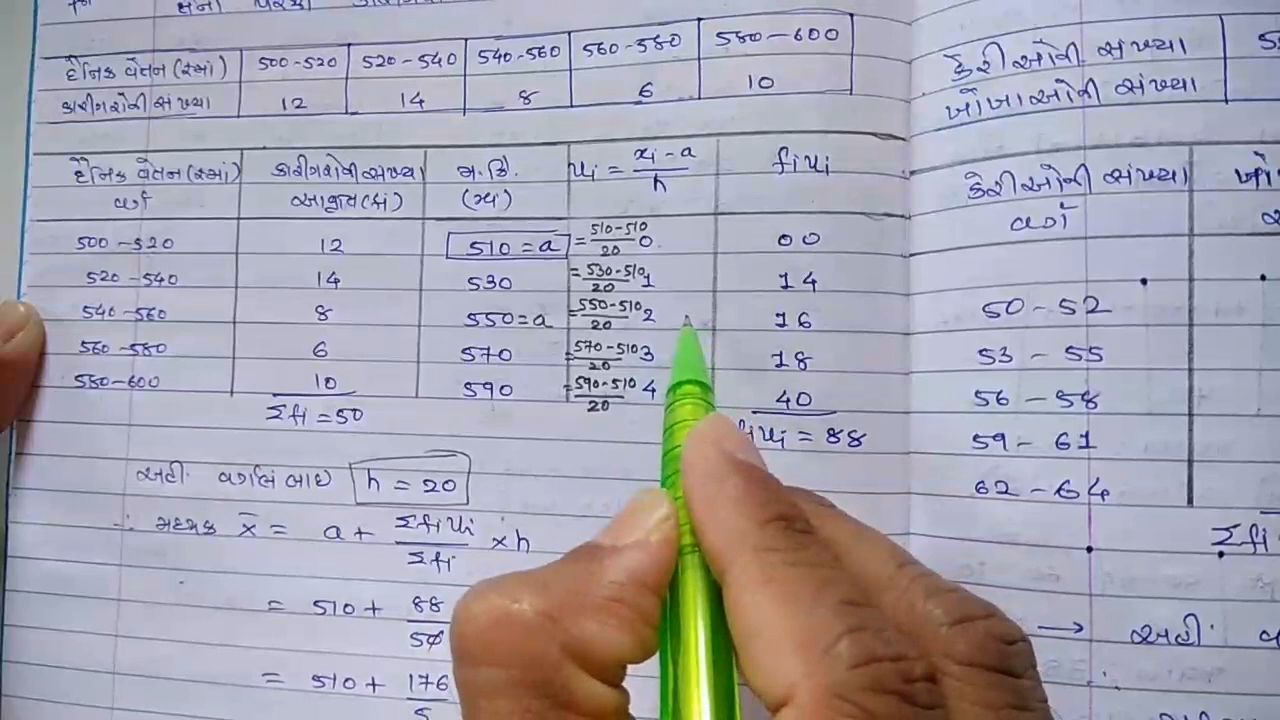 દૈનિક વેતન (રૂમાં) 500-520 520-540 540-560 560-580 580-600
કારીગરોની સંખ્યા 12 14 8 6 10
દૈનિક વેતન (રૂમાં) કારીગરોની સંખ્યા મ.કિં. ui = xi-a / h fiui
વર્ગ આવૃત્તિ (fi) (xi)
500-520 12 510=a =510-510/20 0 00
520-540 14 530 =530-510/20 1 14
540-560 8 550=a =550-510/20 2 16
560-580 6 570 =570-510/20 3 18
580-600 10 590 =590-510/20 4 40
Σfi = 50 ui = 88
અહી વર્ગલંબાઇ h = 20
∴ મધ્યક x̄ = a + Σfiui / Σfi × h
= 510 + 88 / 50
= 510 + 176 / 5
કેરીઓની સંખ્યા
ખોખાઓની સંખ્યા
કેરીઓની સંખ્યા
વર્ગ
50-52
53-55
56-58
59-61
62-64
Σfi
→ અહી